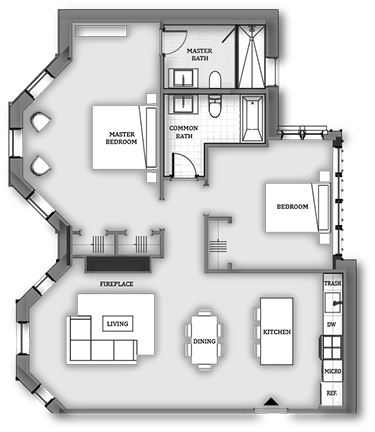 MASTER
BATH
COMMON
BATH
MASTER
BEDROOM
BEDROOM
FIREPLACE
TRASH
LIVING
DW
DINING
KITCHEN
MICRO
REF.